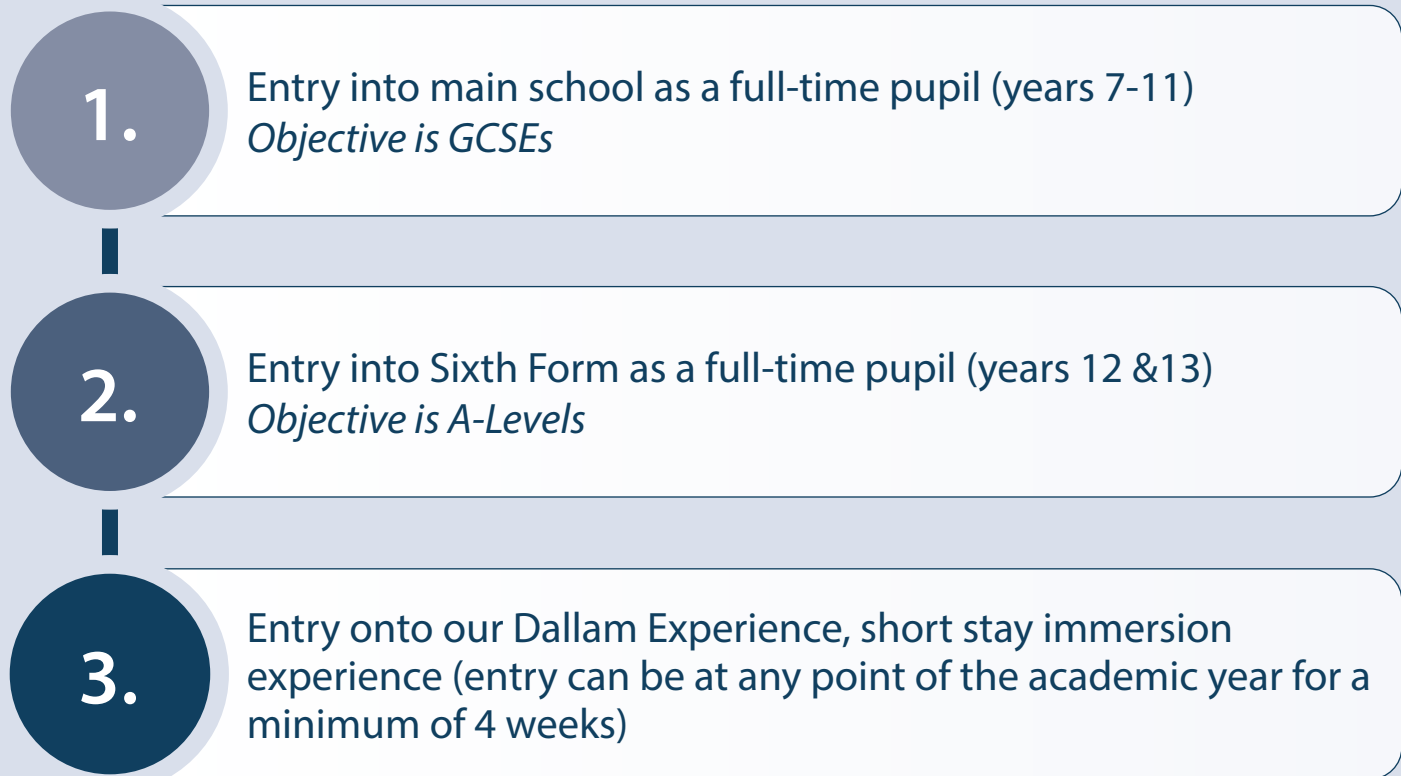 1.
Entry into main school as a full-time pupil (years 7-11)
Objective is GCSEs
2.
Entry into Sixth Form as a full-time pupil (years 12 &13)
Objective is A-Levels
3.
Entry onto our Dallam Experience, short stay immersion
experience (entry can be at any point of the academic year for a
minimum of 4 weeks)